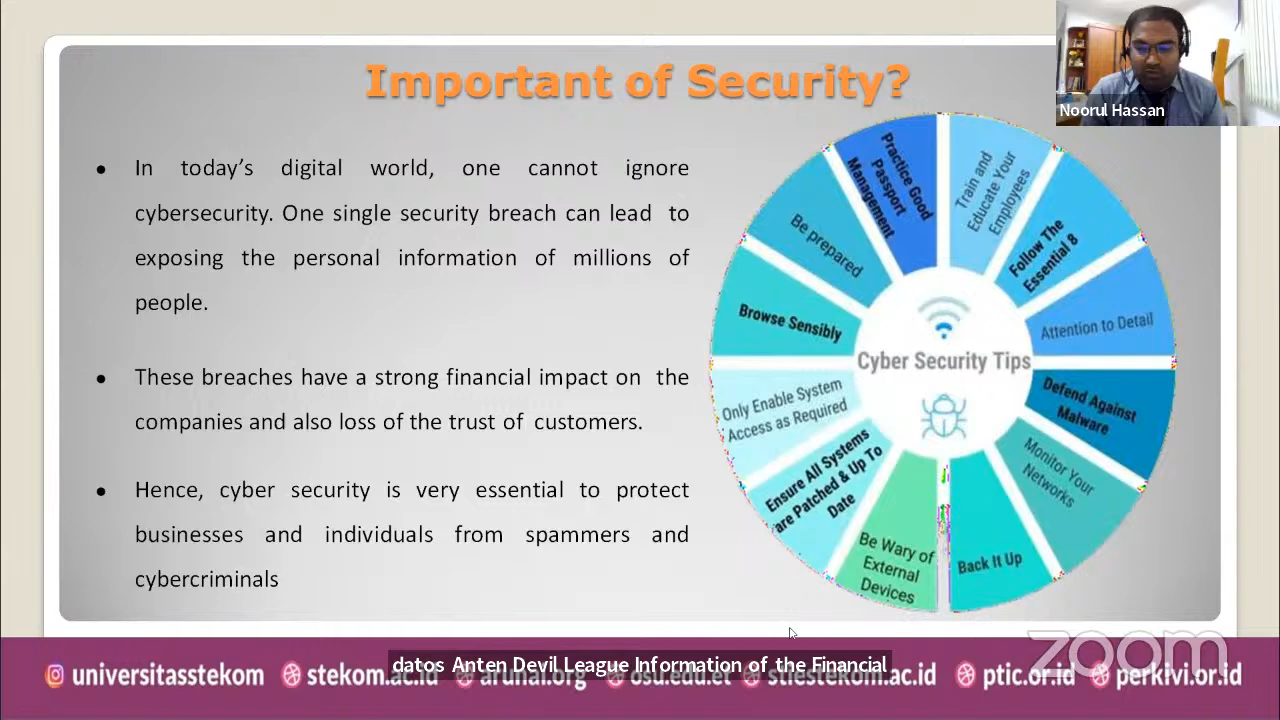 Important of Security?
Noorul Hassan
● In today’s digital world, one cannot ignore
cybersecurity. One single security breach can lead to
exposing the personal information of millions of
people.
● These breaches have a strong financial impact on the
companies and also loss of the trust of customers.
● Hence, cyber security is very essential to protect
businesses and individuals from spammers and
cybercriminals
Practice Good
Passport
Management
Train and
Educate Your
Employees
Follow The
Essential 8
Attention to Detail
Defend Against
Malware
Monitor Your
Networks
Back It Up
Be Wary of
External
Devices
Ensure All Systems
are Patched & Up To
Date
Only Enable System
Access as Required
Browse Sensibly
Be prepared
Cyber Security Tips
zoom
datos Anten Devil League Information of the Financial
universitasstekom stekom.ac.id arunai.org osu.edu.et stiestekom.ac.id ptic.or.id perkivi.or.id